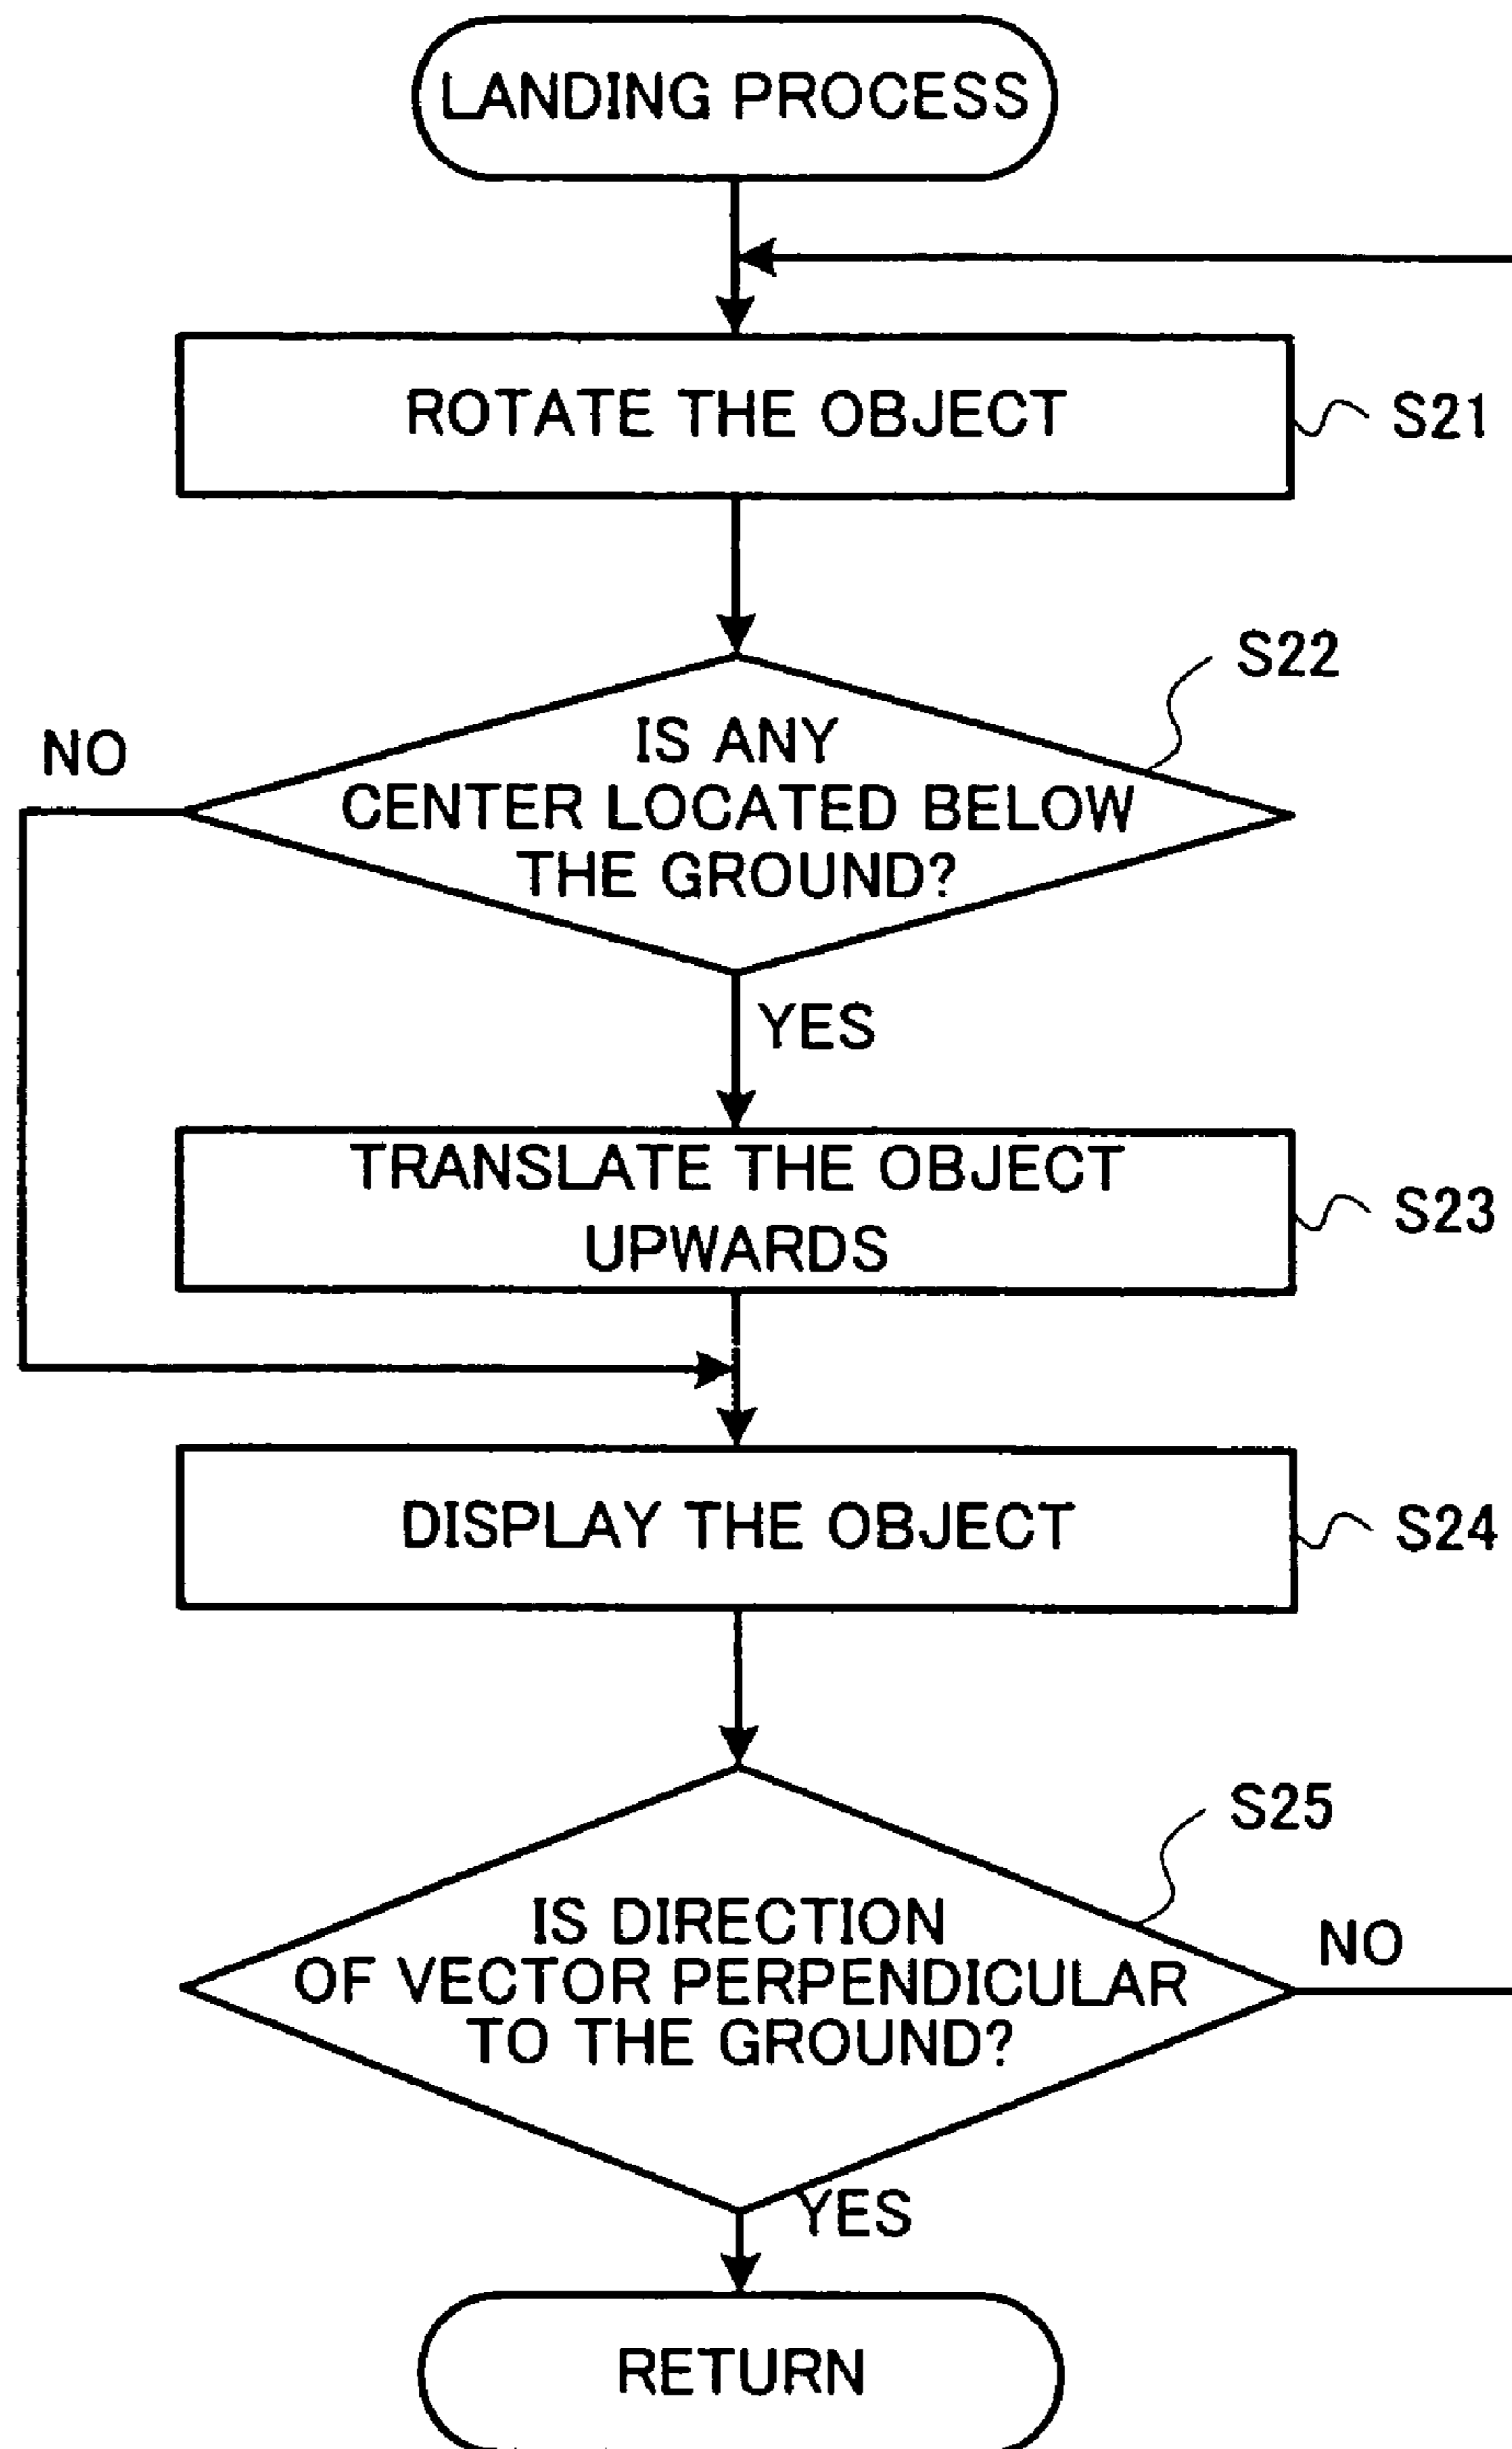 LANDING PROCESS
ROTATE THE OBJECT
S21
S22
IS ANY
CENTER LOCATED BELOW
THE GROUND?
NO
YES
TRANSLATE THE OBJECT
UPWARDS
S23
DISPLAY THE OBJECT
S24
S25
IS DIRECTION
OF VECTOR PERPENDICULAR
TO THE GROUND?
NO
YES
RETURN